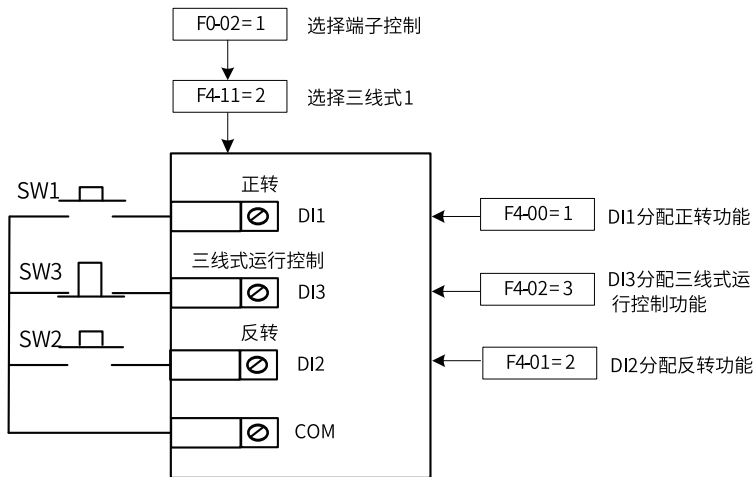 F0-02=1 选择端子控制
F4-11=2 选择三线式1
正转
SW1
DI1
F4-00=1 DI1分配正转功能
三线式运行控制
SW3
DI3
F4-02=3 DI3分配三线式运
行控制功能
反转
SW2
DI2
F4-01=2 DI2分配反转功能
COM